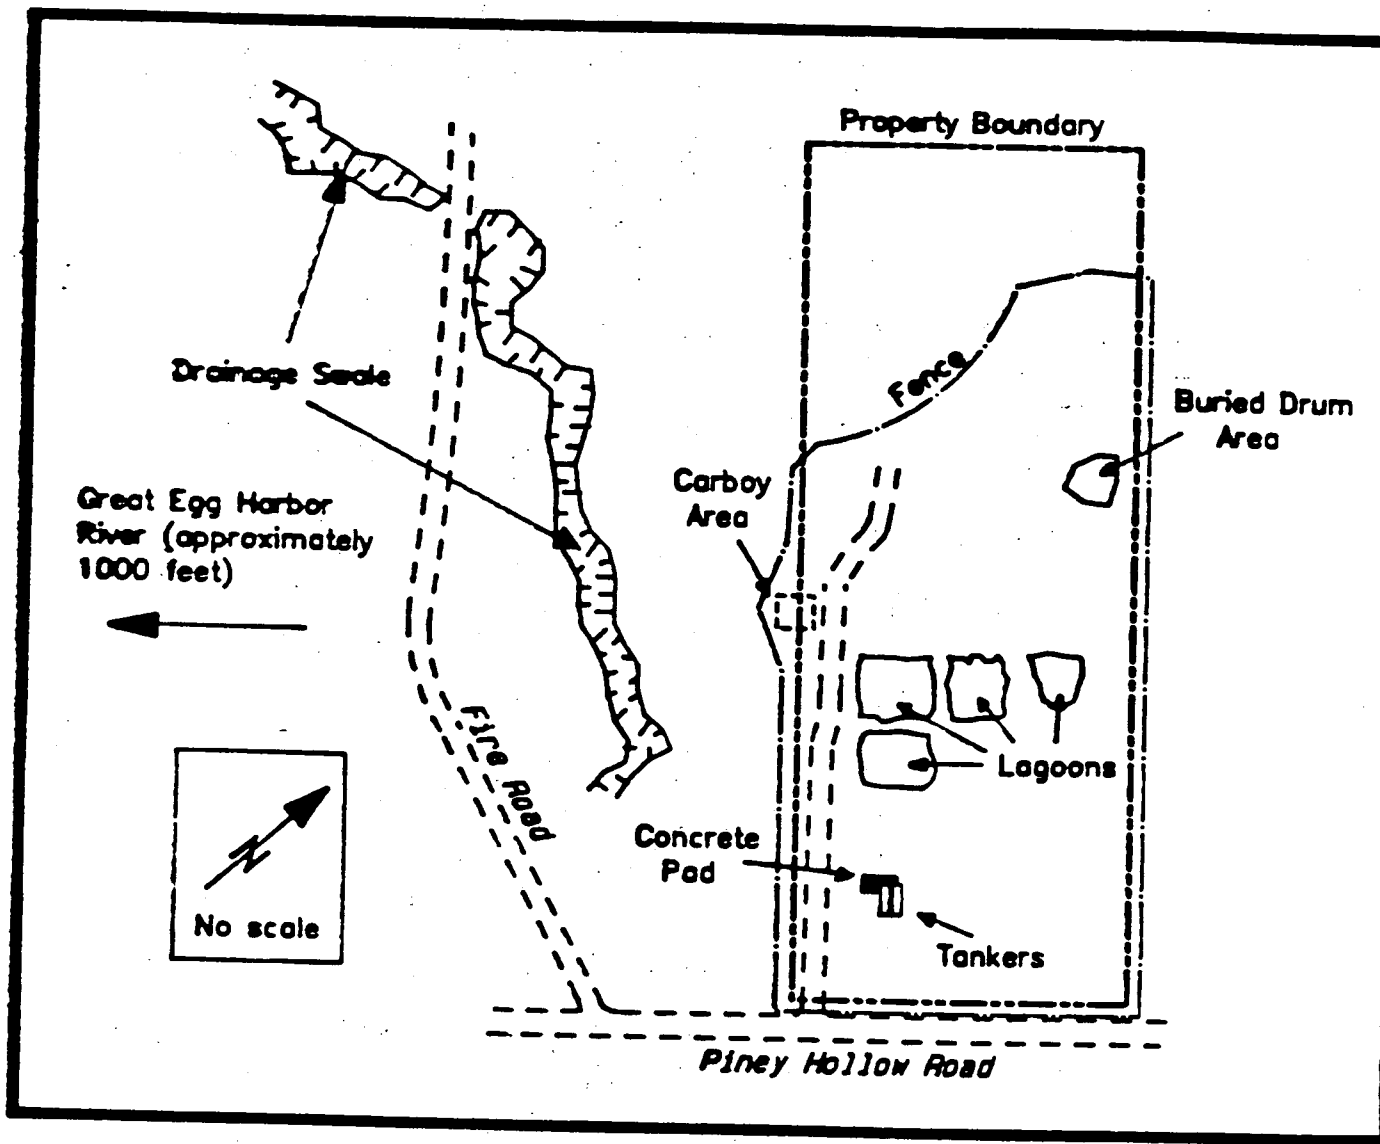 Property Boundary
Fence
Drainage Swale
Buried Drum
Area
Carboy
Area
Great Egg Harbor
River (approximately
1000 feet)
Fire Road
Lagoons
Concrete
Pad
N
No scale
Tankers
Piney Hollow Road